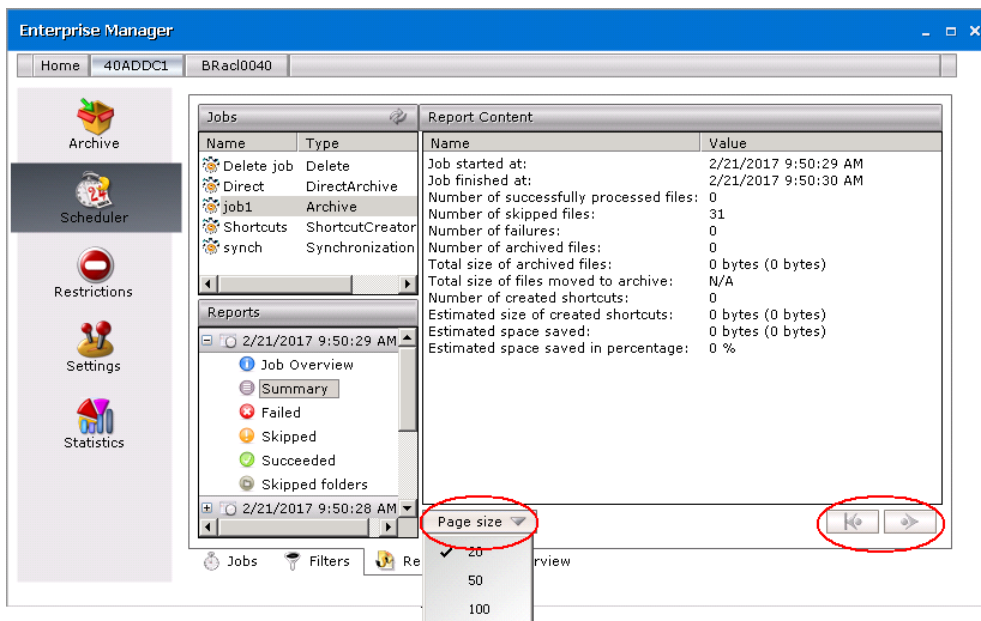 Enterprise Manager
Home 40ADDC1 BRacl0040
Archive
Scheduler
24
Restrictions
Settings
Statistics
Jobs
Name Type
Delete job Delete
Direct DirectArchive
job1 Archive
Shortcuts ShortcutCreator
synch Synchronization
Reports
2/21/2017 9:50:29 AM
Job Overview
Summary
Failed
Skipped
Succeeded
Skipped folders
2/21/2017 9:50:28 AM
Report Content
Name Value
Job started at: 2/21/2017 9:50:29 AM
Job finished at: 2/21/2017 9:50:30 AM
Number of successfully processed files: 0
Number of skipped files: 31
Number of failures: 0
Number of archived files: 0
Total size of archived files: 0 bytes (0 bytes)
Total size of files moved to archive: N/A
Number of created shortcuts: 0
Estimated size of created shortcuts: 0 bytes (0 bytes)
Estimated space saved: 0 bytes (0 bytes)
Estimated space saved in percentage: 0 %
Page size
20
50
100
Jobs Filters Re rview